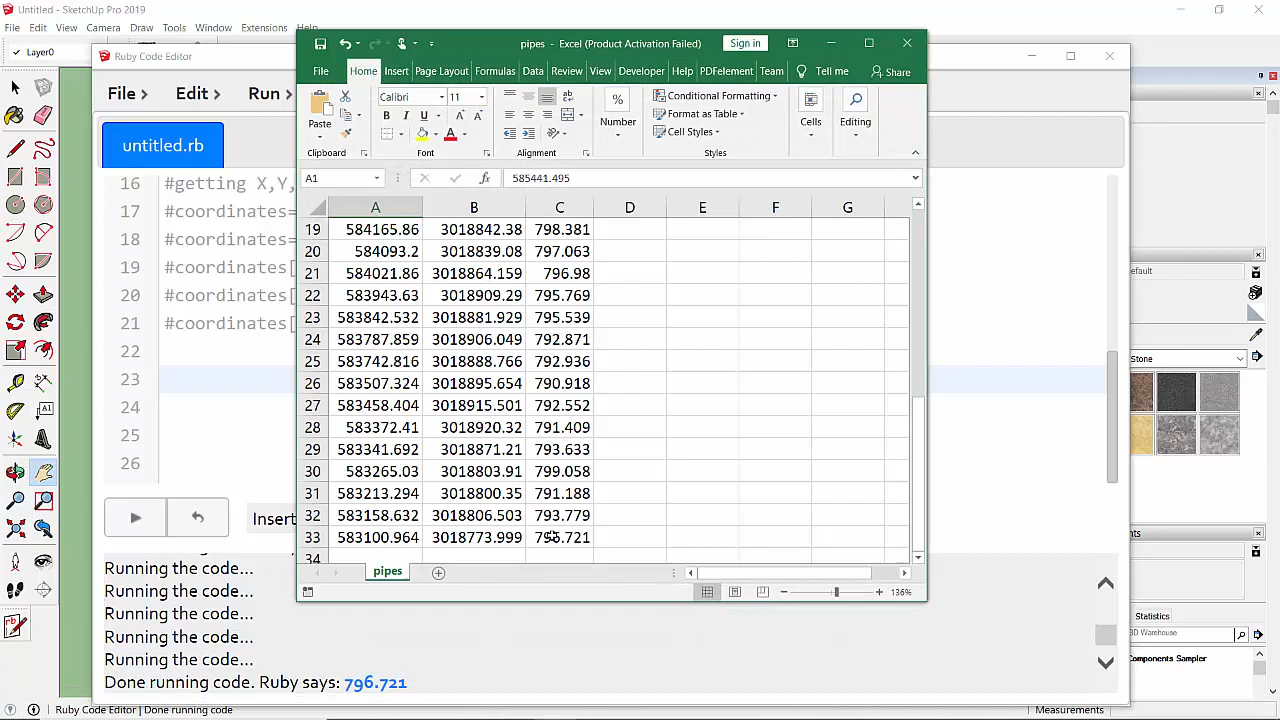 Untitled - SketchUp Pro 2019
File Edit View Camera Draw Tools Window Extensions Help
Layer0
Ruby Code Editor
File > Edit > Run >
untitled.rb
16 #getting X,Y,
17 #coordinates=
18 #coordinates=
19 #coordinates[
20 #coordinates[
21 #coordinates[
22
23
24
25
26
Insert
Running the code...
Running the code...
Running the code...
Running the code...
Done running code. Ruby says: 796.721
Ruby Code Editor | Done running code
Measurements
pipes - Excel (Product Activation Failed)
Sign in
File Home Insert Page Layout Formulas Data Review View Developer Help PDFelement Team Tell me Share
Paste
Calibri 11
B I U
A A
% Number
Conditional Formatting
Format as Table
Cell Styles
Cells
Editing
Clipboard Font Alignment Styles
A1 fx 585441.495
A B C D E F G
19 584165.86 3018842.38 798.381
20 584093.2 3018839.08 797.063
21 584021.86 3018864.159 796.98
22 583943.63 3018909.29 795.769
23 583842.532 3018881.929 795.539
24 583787.859 3018906.049 792.871
25 583742.816 3018888.766 792.936
26 583507.324 3018895.654 790.918
27 583458.404 3018915.501 792.552
28 583372.41 3018920.32 791.409
29 583341.692 3018871.21 793.633
30 583265.03 3018803.91 799.058
31 583213.294 3018800.35 791.188
32 583158.632 3018806.503 793.779
33 583100.964 3018773.999
34
pipes
136%
efault
Stone
nts
Statistics
3D Warehouse
Components Sampler